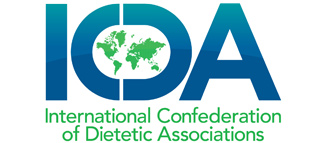 ICDA
International Confederation
of Dietetic Associations